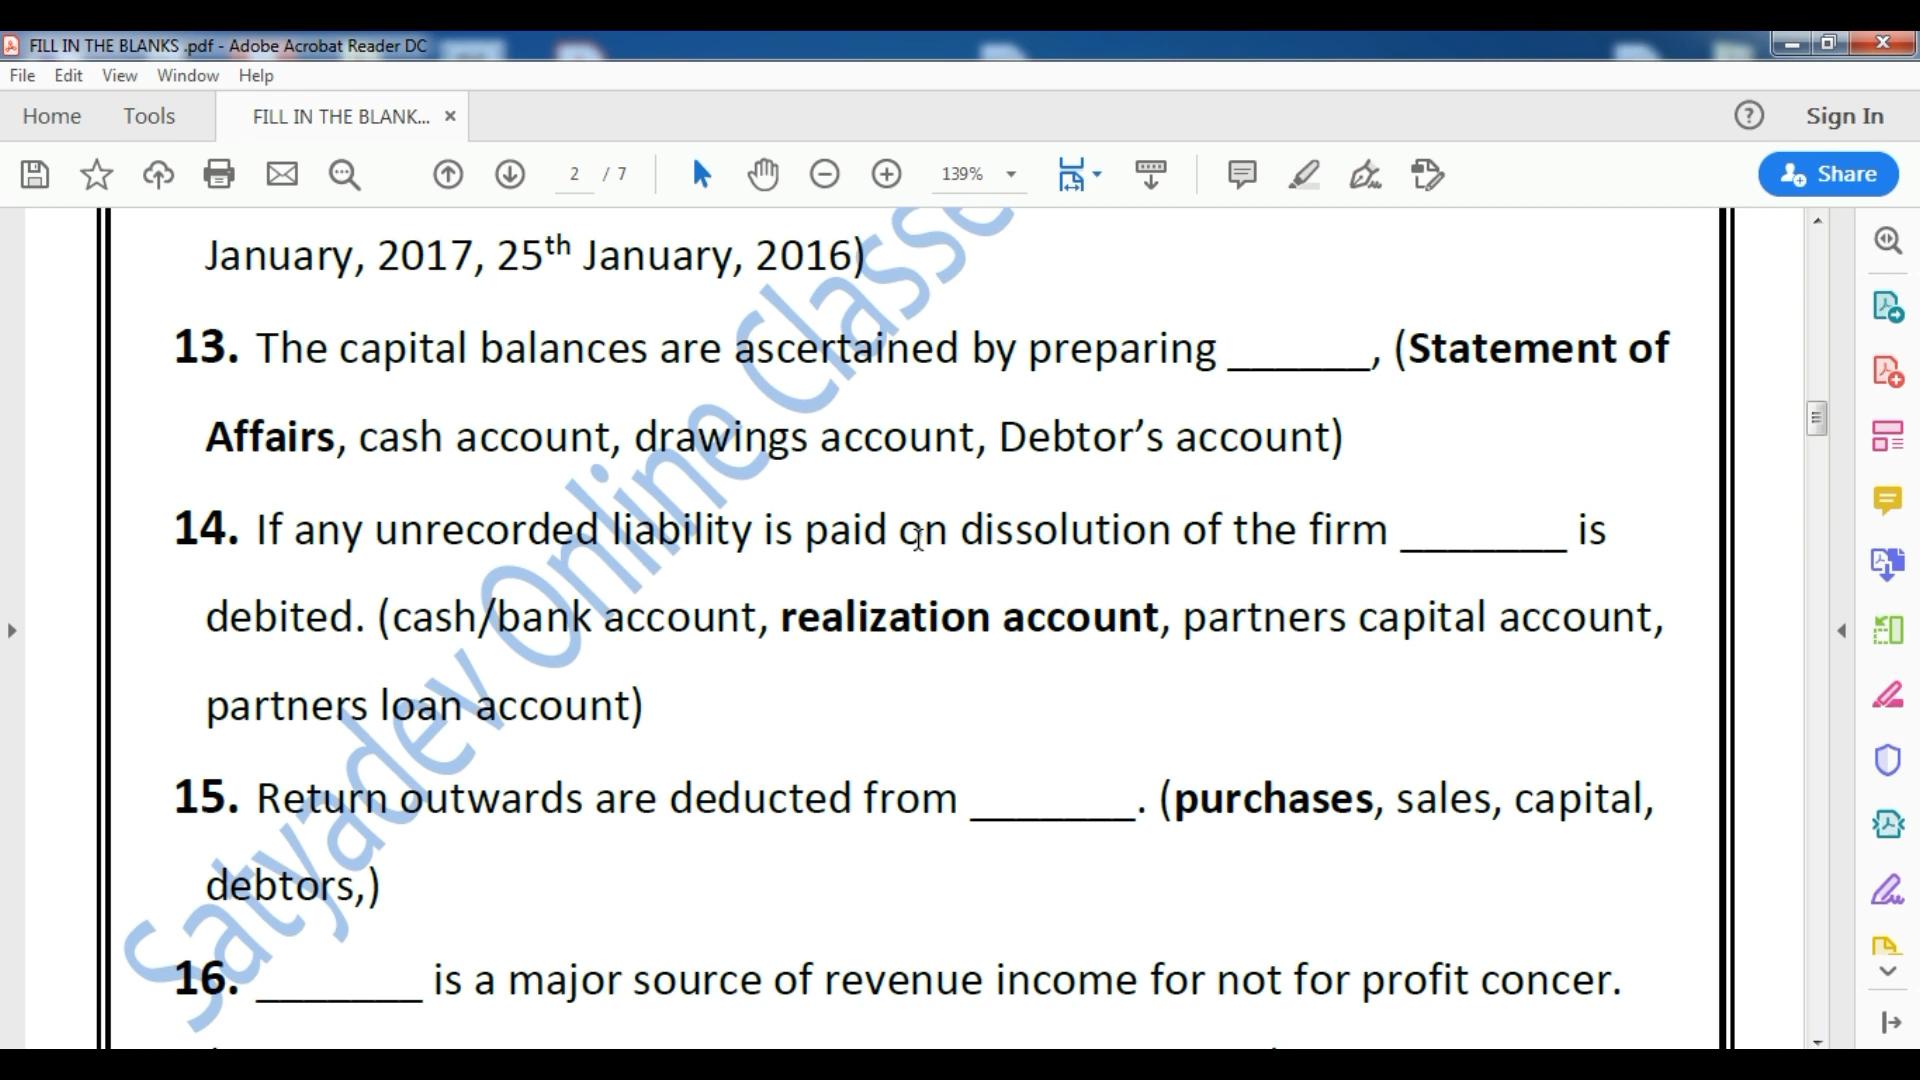 FILL IN THE BLANKS .pdf - Adobe Acrobat Reader DC
File Edit View Window Help
Home Tools FILL IN THE BLANK... × ? Sign In
2 / 7 139% Share
January, 2017, 25th January, 2016)
13. The capital balances are ascertained by preparing ______, (Statement of
Affairs, cash account, drawings account, Debtor’s account)
14. If any unrecorded liability is paid on dissolution of the firm _______ is
debited. (cash/bank account, realization account, partners capital account,
partners loan account)
15. Return outwards are deducted from _______. (purchases, sales, capital,
debtors,)
16. _______ is a major source of revenue income for not for profit concer.
Satyadev Online Classe